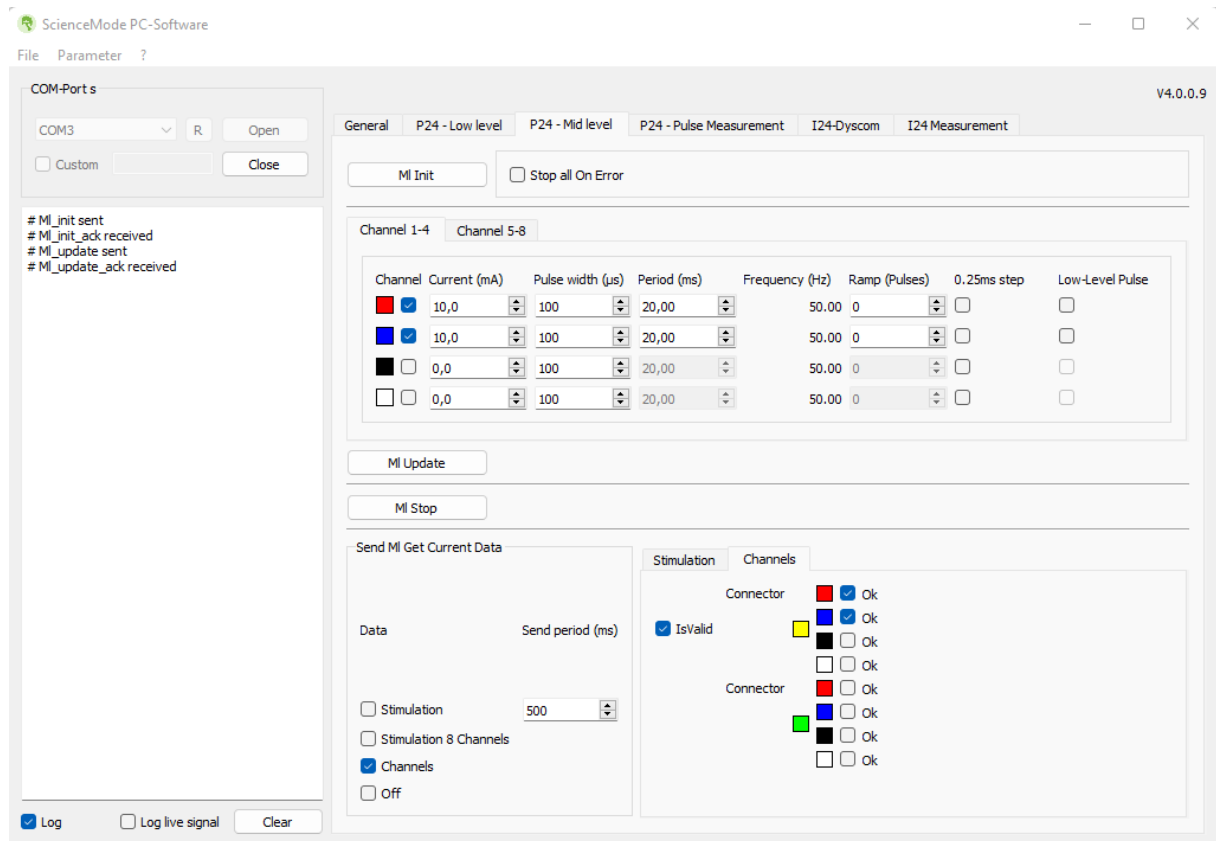 ScienceMode PC-Software
File Parameter ?
COM-Port s
V4.0.0.9
COM3 R Open
Custom Close
# Ml_init sent
# Ml_init_ack received
# Ml_update sent
# Ml_update_ack received
Log Log live signal Clear
General P24 - Low level P24 - Mid level P24 - Pulse Measurement I24-Dyscom I24 Measurement
Ml Init Stop all On Error
Channel 1-4 Channel 5-8
Channel Current (mA) Pulse width (µs) Period (ms) Frequency (Hz) Ramp (Pulses) 0.25ms step Low-Level Pulse
10,0 100 20,00 50.00 0
10,0 100 20,00 50.00 0
0,0 100 20,00 50.00 0
0,0 100 20,00 50.00 0
Ml Update
Ml Stop
Send Ml Get Current Data
Data Send period (ms)
Stimulation 500
Stimulation 8 Channels
Channels
Off
Stimulation Channels
Connector Ok
Ok
IsValid
Ok
Ok
Connector Ok
Ok
Ok
Ok